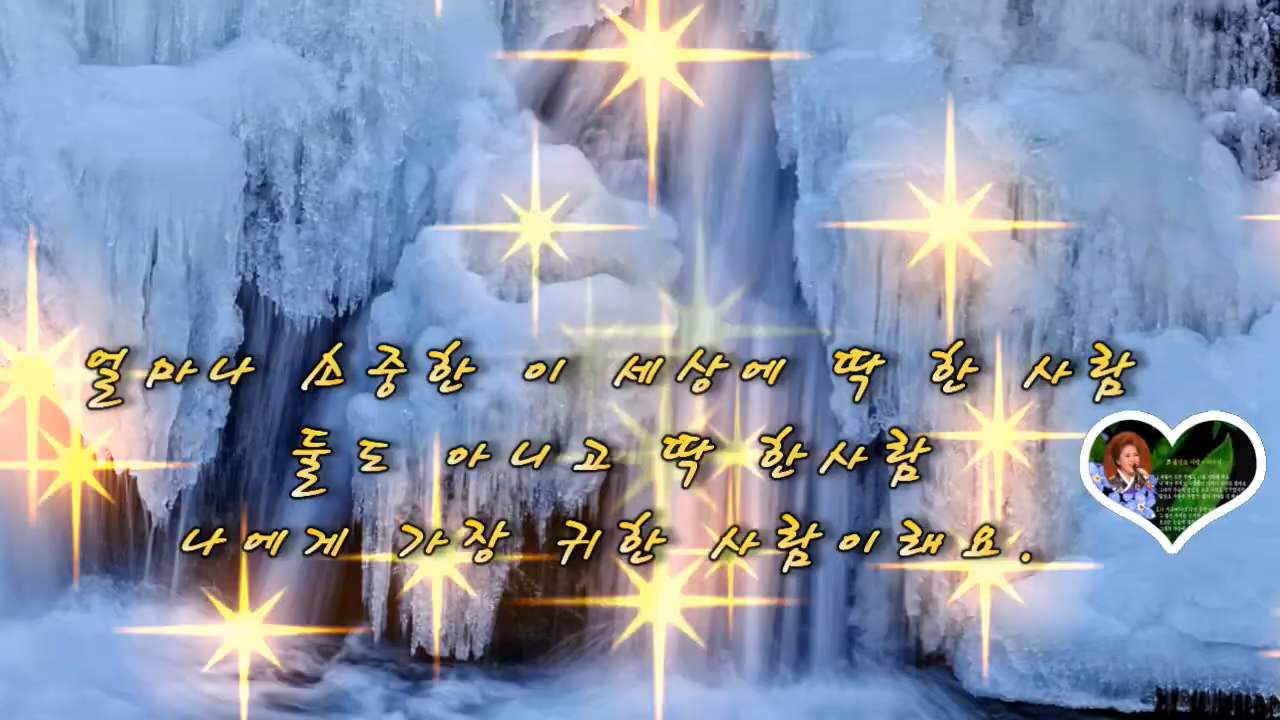 얼마나 소중한 이 세상에 딱 한 사람
둘도 아니고 딱 한사람
나에게 가장 귀한 사람이래요.